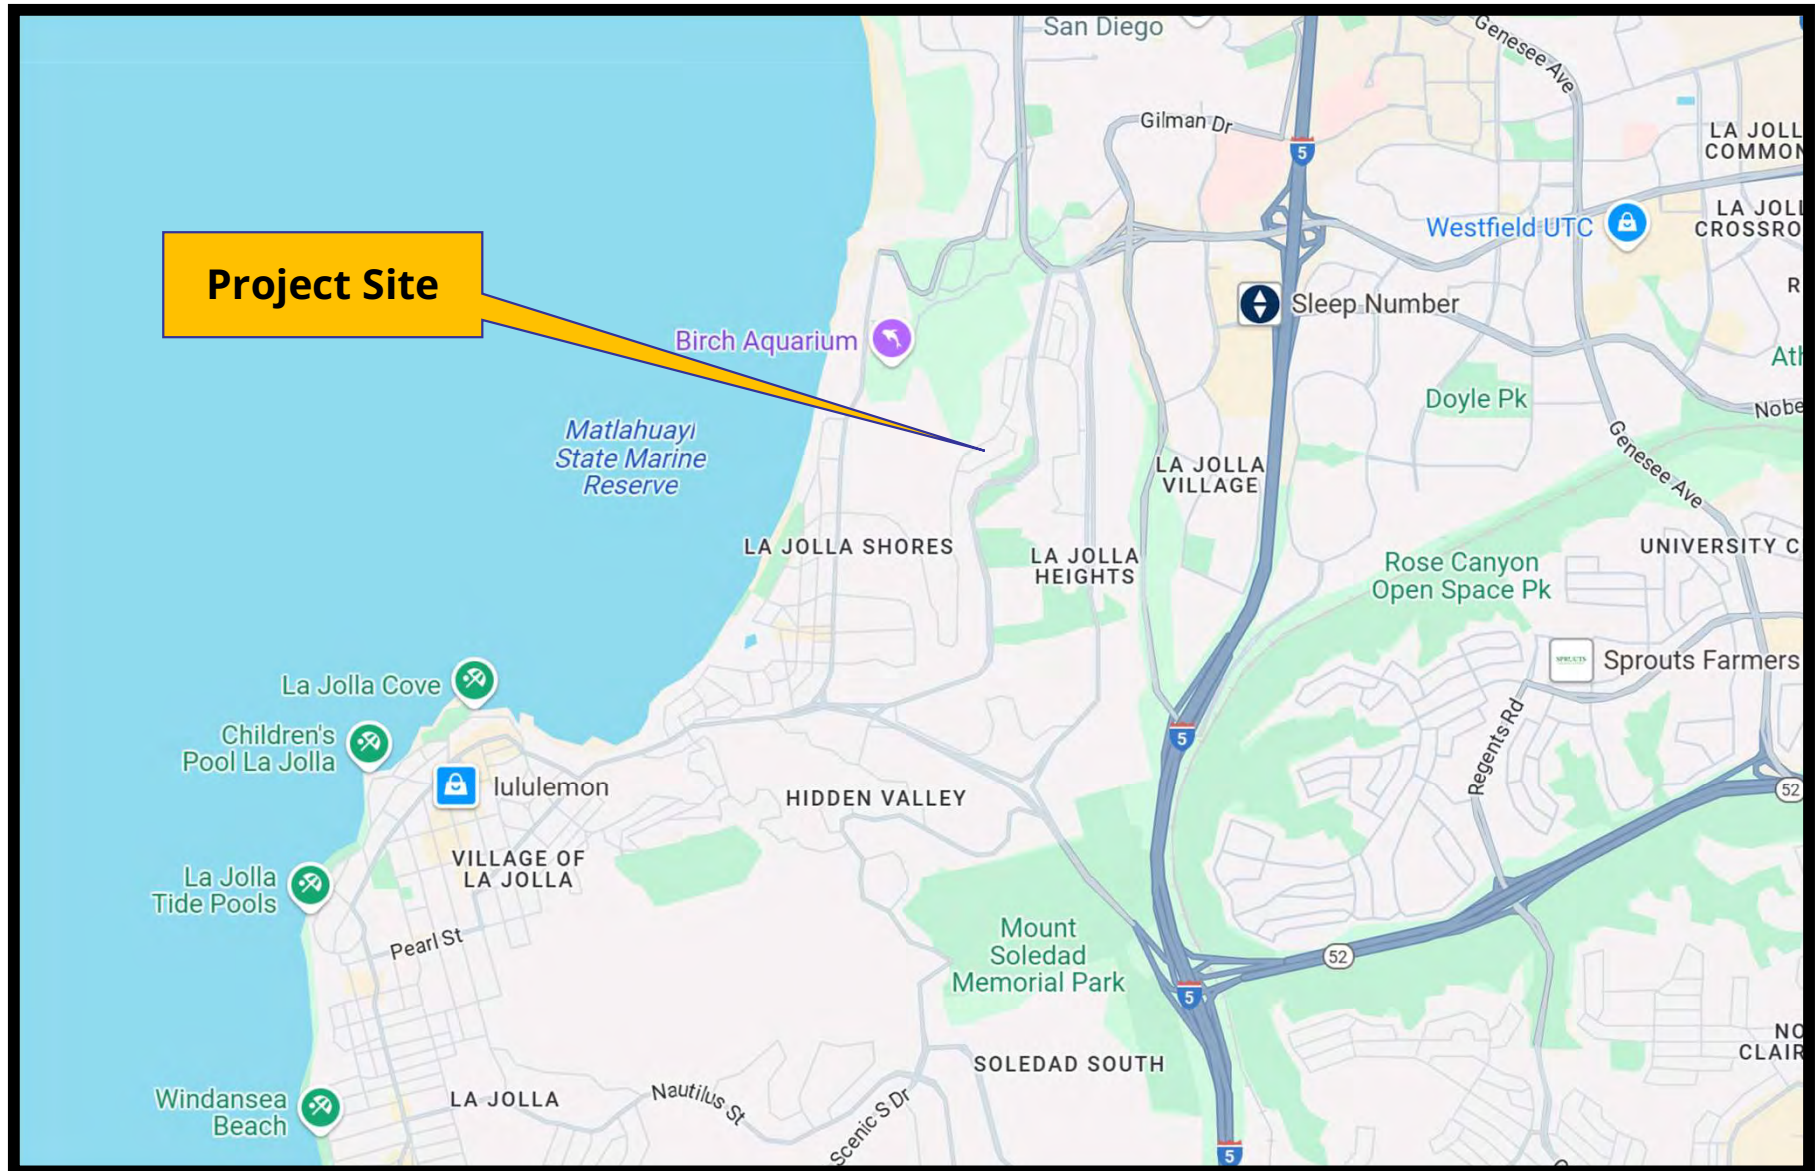 San Diego
Genesee Ave
Gilman Dr
5
LA JOLL
COMMON
LA JOLL
CROSSRO
Westfield UTC
R
Project Site
Sleep Number
Birch Aquarium
Ath
Doyle Pk
Nobe
Genesee Ave
Matlahuayl
State Marine
Reserve
LA JOLLA
VILLAGE
LA JOLLA SHORES
LA JOLLA
HEIGHTS
UNIVERSITY C
Rose Canyon
Open Space Pk
SPROUTS
Sprouts Farmers
La Jolla Cove
Regents Rd
Children's
Pool La Jolla
5
lululemon
HIDDEN VALLEY
52
VILLAGE OF
LA JOLLA
La Jolla
Tide Pools
Mount
Soledad
Memorial Park
Pearl St
52
5
NO
CLAIR
SOLEDAD SOUTH
Windansea
Beach
LA JOLLA
Nautilus St
Scenic S Dr
5